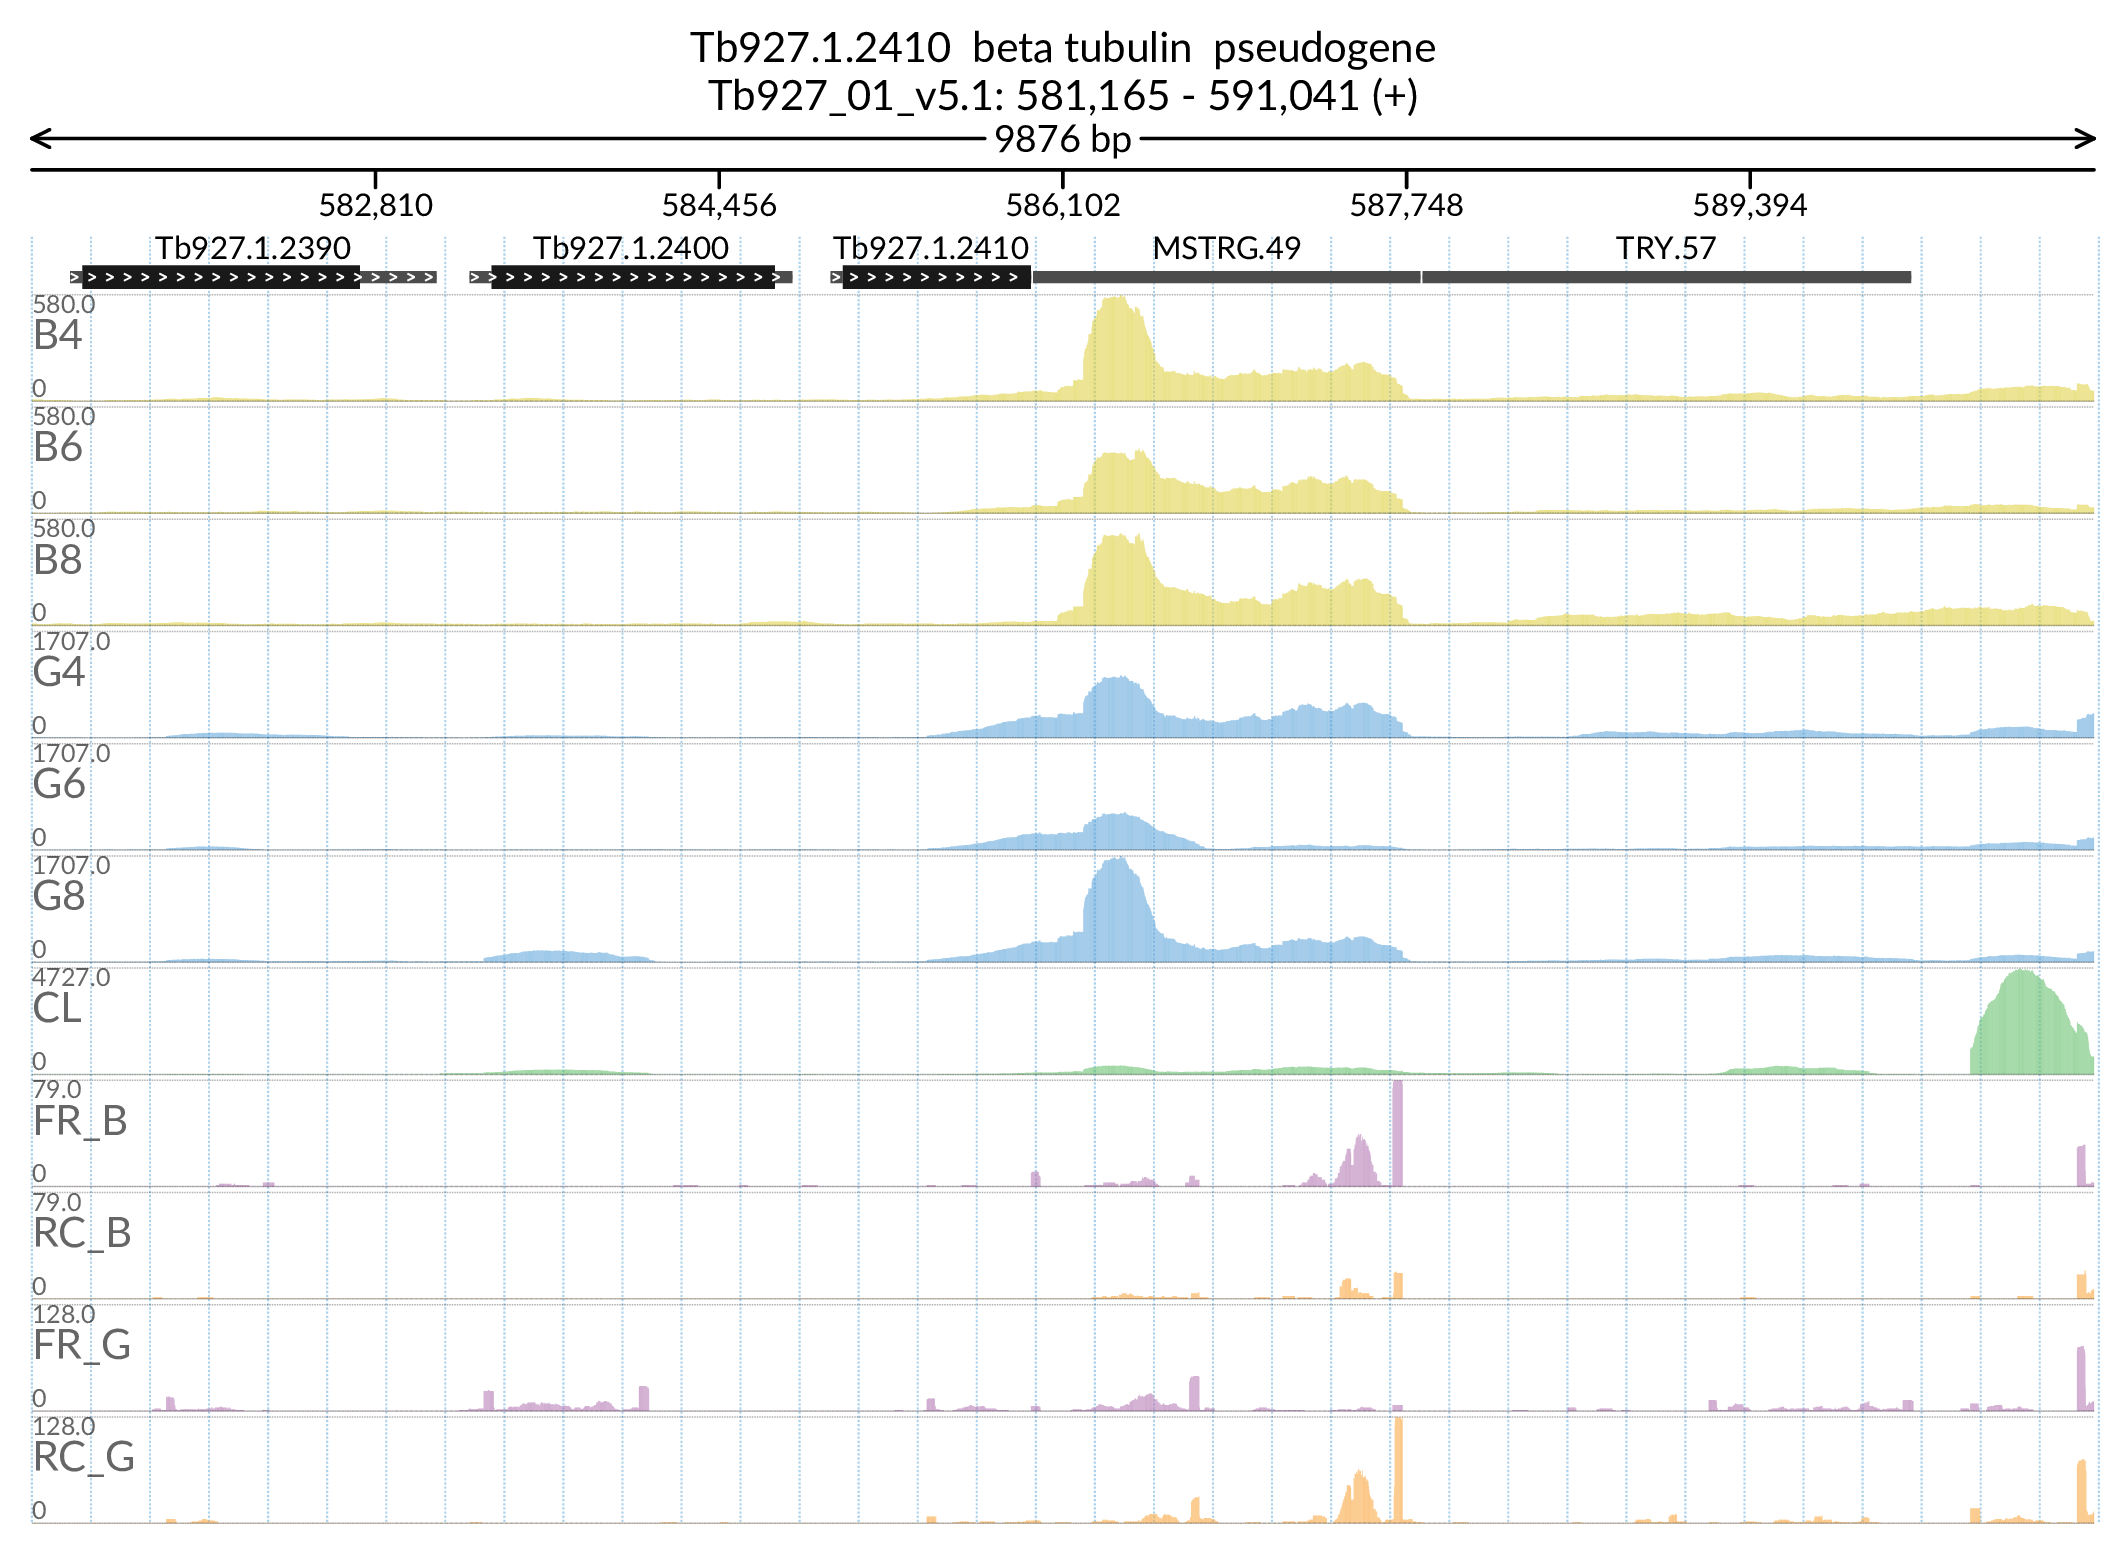 Tb927.1.2410 beta tubulin pseudogene
Tb927_01_v5.1: 581,165 - 591,041 (+)
9876 bp
582,810 584,456 586,102 587,748 589,394
Tb927.1.2390 Tb927.1.2400 Tb927.1.2410 MSTRG.49 TRY.57
580.0
B4
0
580.0
B6
0
580.0
B8
0
1707.0
G4
0
1707.0
G6
0
1707.0
G8
0
4727.0
CL
0
79.0
FR_B
0
79.0
RC_B
0
128.0
FR_G
0
128.0
RC_G
0